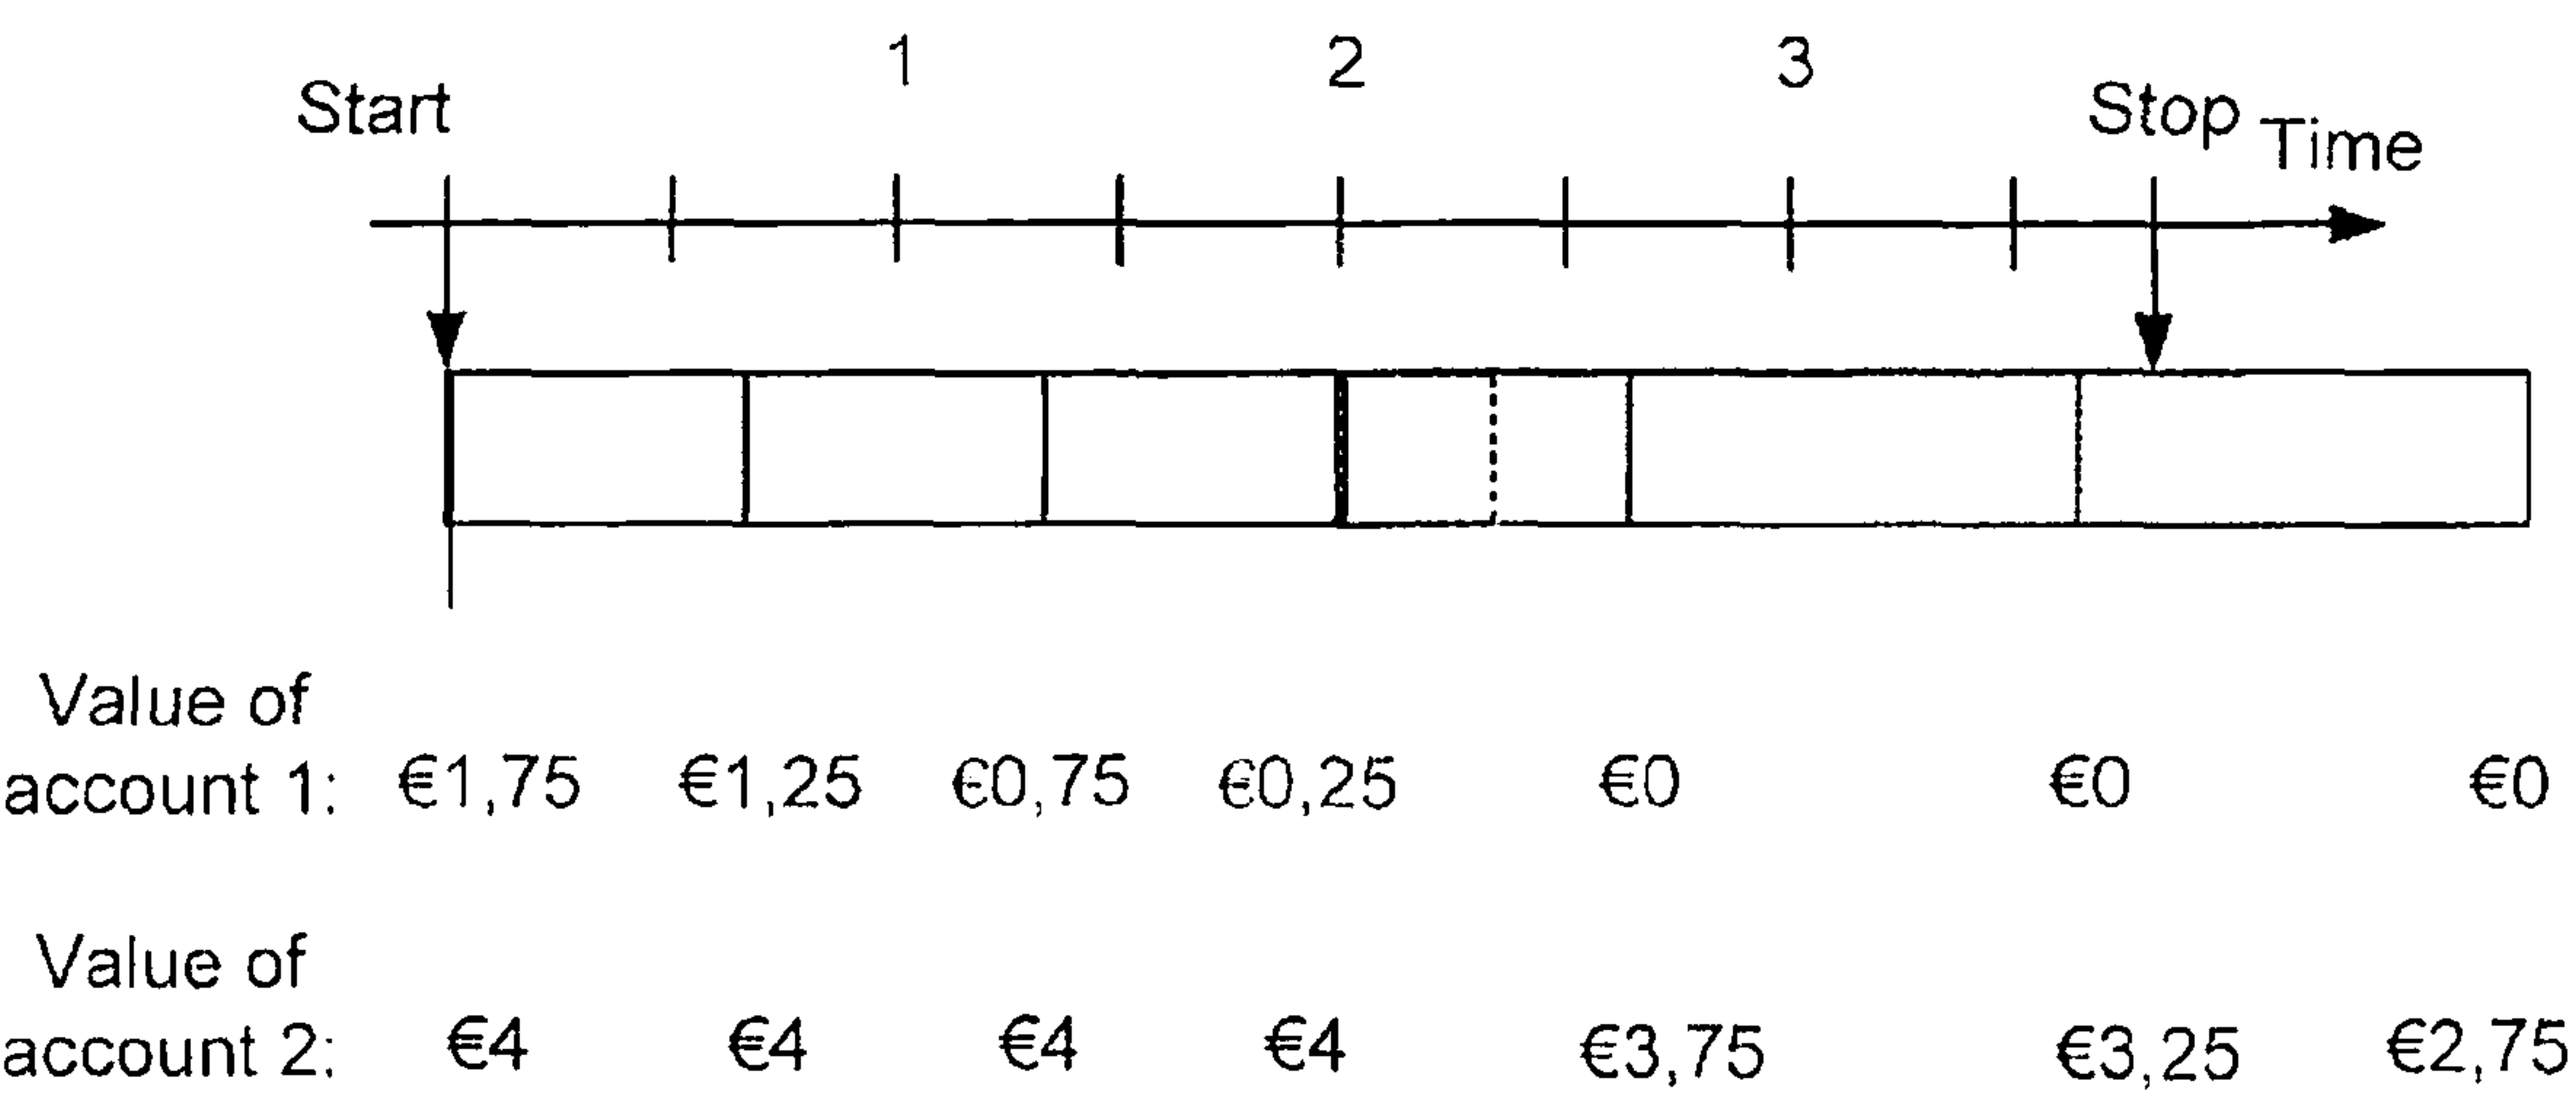 1 2 3
Start Stop Time
Value of
account 1: €1,75 €1,25 €0,75 €0,25 €0 €0 €0
Value of
account 2: €4 €4 €4 €4 €3,75 €3,25 €2,75